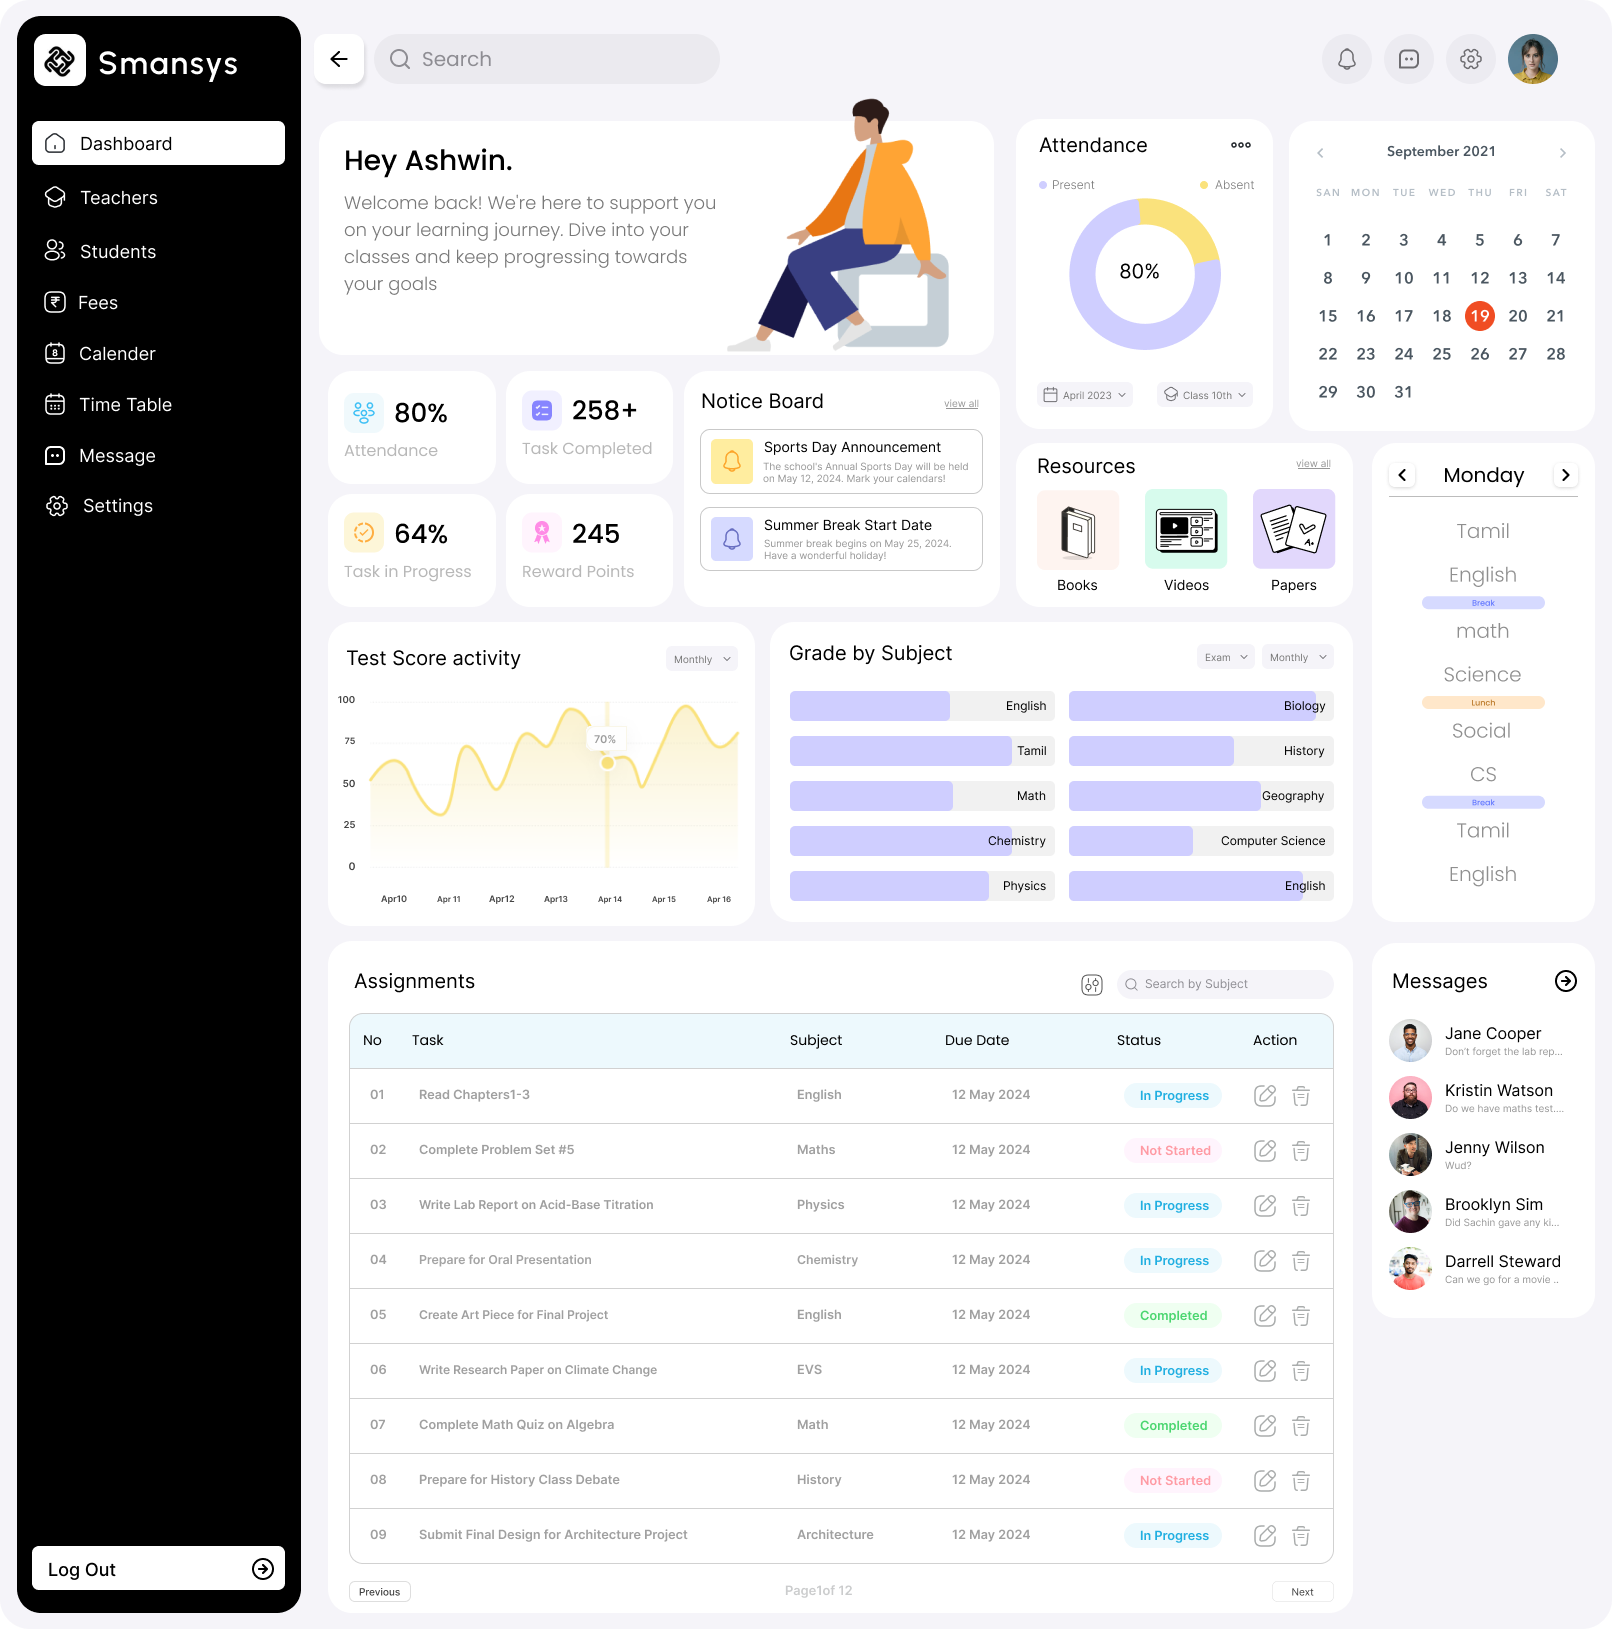 Smansys
Dashboard
Teachers
Students
Fees
Calender
Time Table
Message
Settings
Log Out
Search
Hey Ashwin.
Welcome back! We're here to support you
on your learning journey. Dive into your
classes and keep progressing towards
your goals
Attendance
Present
Absent
80%
April 2023
Class 10th
September 2021
SAN MON TUE WED THU FRI SAT
1 2 3 4 5 6 7
8 9 10 11 12 13 14
15 16 17 18 19 20 21
22 23 24 25 26 27 28
29 30 31
80%
Attendance
258+
Task Completed
64%
Task in Progress
245
Reward Points
Notice Board
view all
Sports Day Announcement
The school's Annual Sports Day will be held
on May 12, 2024. Mark your calendars!
Summer Break Start Date
Summer break begins on May 25, 2024.
Have a wonderful holiday!
Resources
view all
A+
Books
Videos
Papers
Monday
Tamil
English
Break
math
Science
Lunch
Social
CS
Break
Tamil
English
Test Score activity
Monthly
100
75
50
25
0
70%
Apr10 Apr 11 Apr12 Apr13 Apr 14 Apr 15 Apr 16
Grade by Subject
Exam
Monthly
English
Biology
Tamil
History
Math
Geography
Chemistry
Computer Science
Physics
English
Assignments
Search by Subject
No Task Subject Due Date Status Action
01 Read Chapters1-3 English 12 May 2024 In Progress
02 Complete Problem Set #5 Maths 12 May 2024 Not Started
03 Write Lab Report on Acid-Base Titration Physics 12 May 2024 In Progress
04 Prepare for Oral Presentation Chemistry 12 May 2024 In Progress
05 Create Art Piece for Final Project English 12 May 2024 Completed
06 Write Research Paper on Climate Change EVS 12 May 2024 In Progress
07 Complete Math Quiz on Algebra Math 12 May 2024 Completed
08 Prepare for History Class Debate History 12 May 2024 Not Started
09 Submit Final Design for Architecture Project Architecture 12 May 2024 In Progress
Previous
Page1of 12
Next
Messages
Jane Cooper
Don't forget the lab rep...
Kristin Watson
Do we have maths test....
Jenny Wilson
Wud?
Brooklyn Sim
Did Sachin gave any ki...
Darrell Steward
Can we go for a movie ..